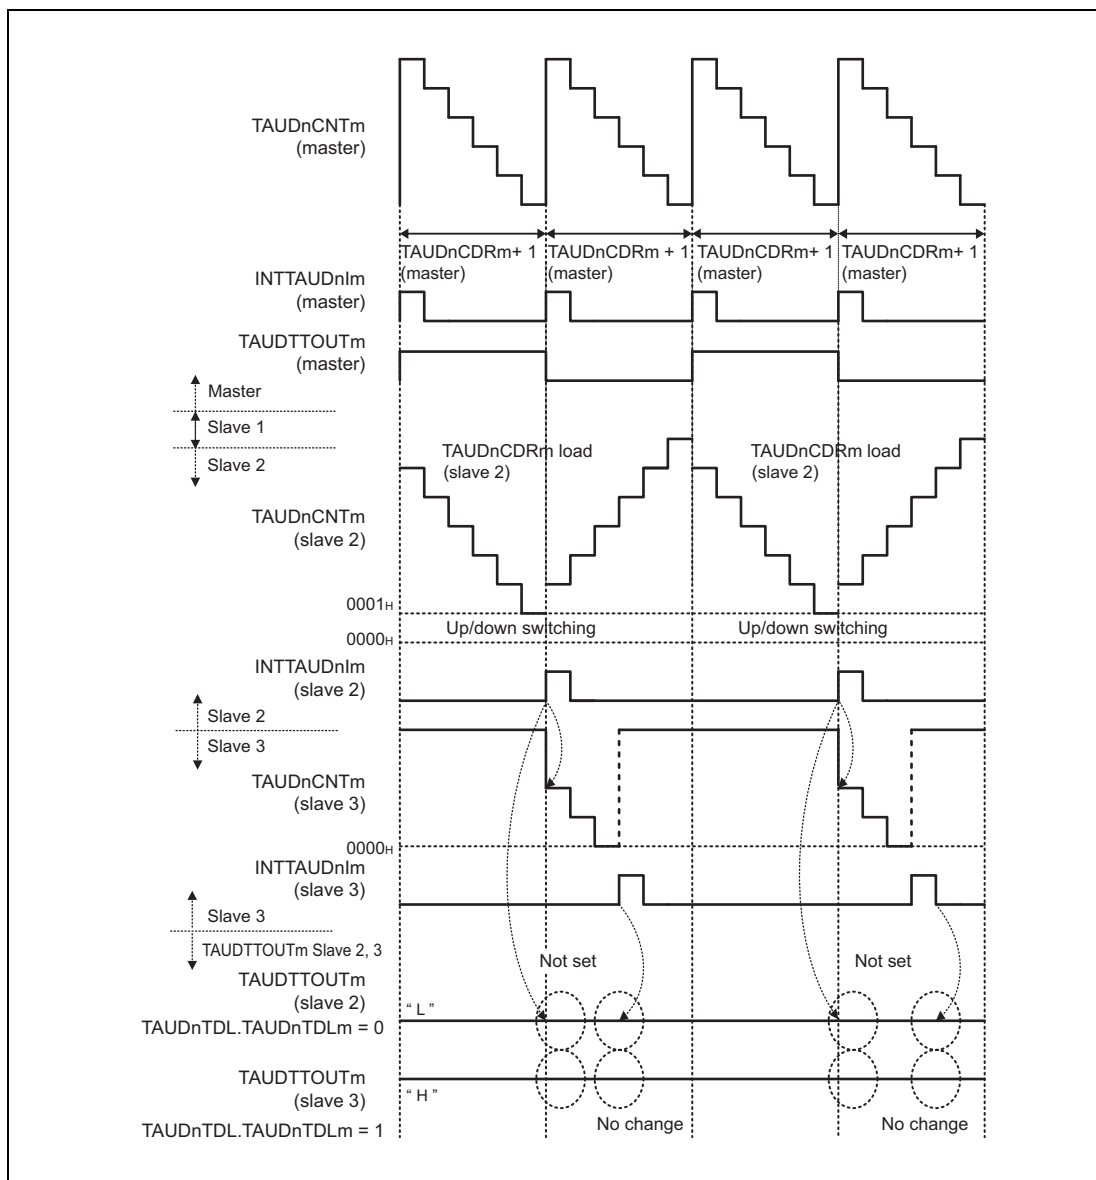 TAUDnCNTm
(master)
TAUDnCDRm+ 1
(master)
TAUDnCDRm + 1
(master)
TAUDnCDRm+ 1
(master)
TAUDnCDRm+ 1
(master)
INTTAUDnIm
(master)
TAUDTTOUTm
(master)
Master
Slave 1
Slave 2
TAUDnCDRm load
(slave 2)
TAUDnCDRm load
(slave 2)
TAUDnCNTm
(slave 2)
0001H
Up/down switching
Up/down switching
0000H
INTTAUDnIm
(slave 2)
Slave 2
Slave 3
TAUDnCNTm
(slave 3)
0000H
INTTAUDnIm
(slave 3)
Slave 3
TAUDTTOUTm Slave 2, 3
Not set
Not set
TAUDTTOUTm
(slave 2)
“ L ”
TAUDnTDL.TAUDnTDLm = 0
TAUDTTOUTm
(slave 3)
“ H ”
No change
No change
TAUDnTDL.TAUDnTDLm = 1